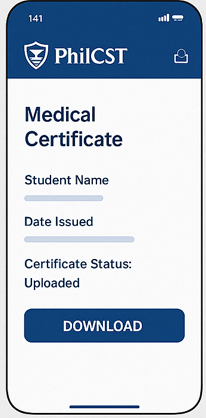 141
PhilCST
Medical
Certificate
Student Name
Date Issued
Certificate Status:
Uploaded
DOWNLOAD